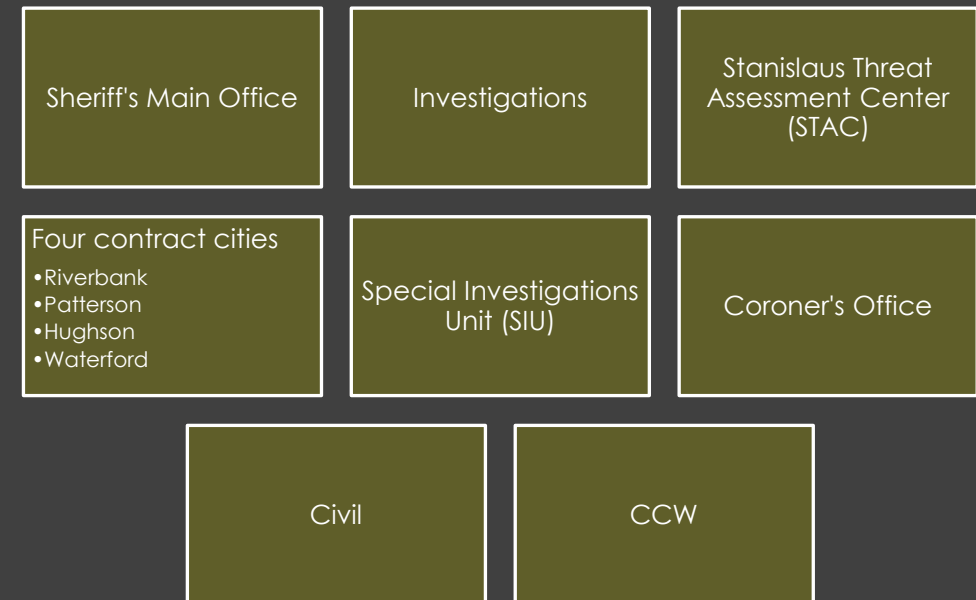 Sheriff's Main Office
Investigations
Stanislaus Threat
Assessment Center
(STAC)
Four contract cities
•Riverbank
•Patterson
•Hughson
•Waterford
Special Investigations
Unit (SIU)
Coroner's Office
Civil
CCW